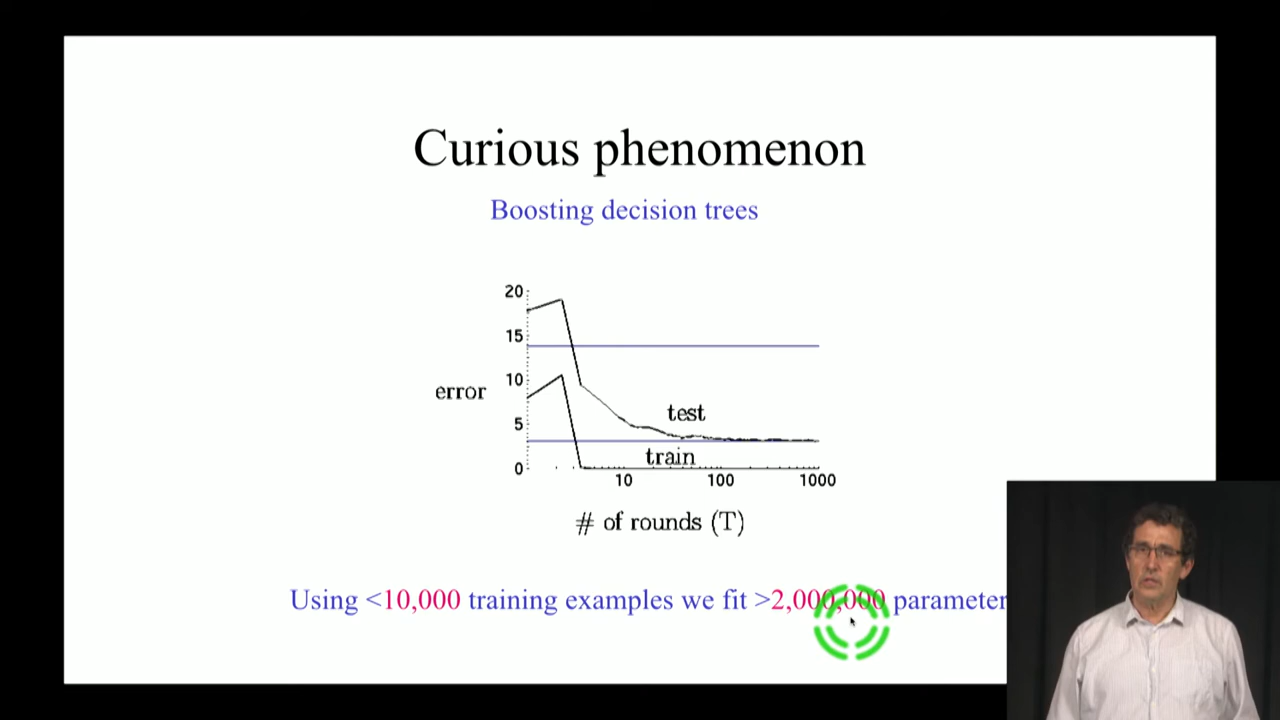 Curious phenomenon
Boosting decision trees
20
15
10
5
0
error
test
train
10
100
1000
# of rounds (T)
Using <10,000 training examples we fit >2,000,000 parameter